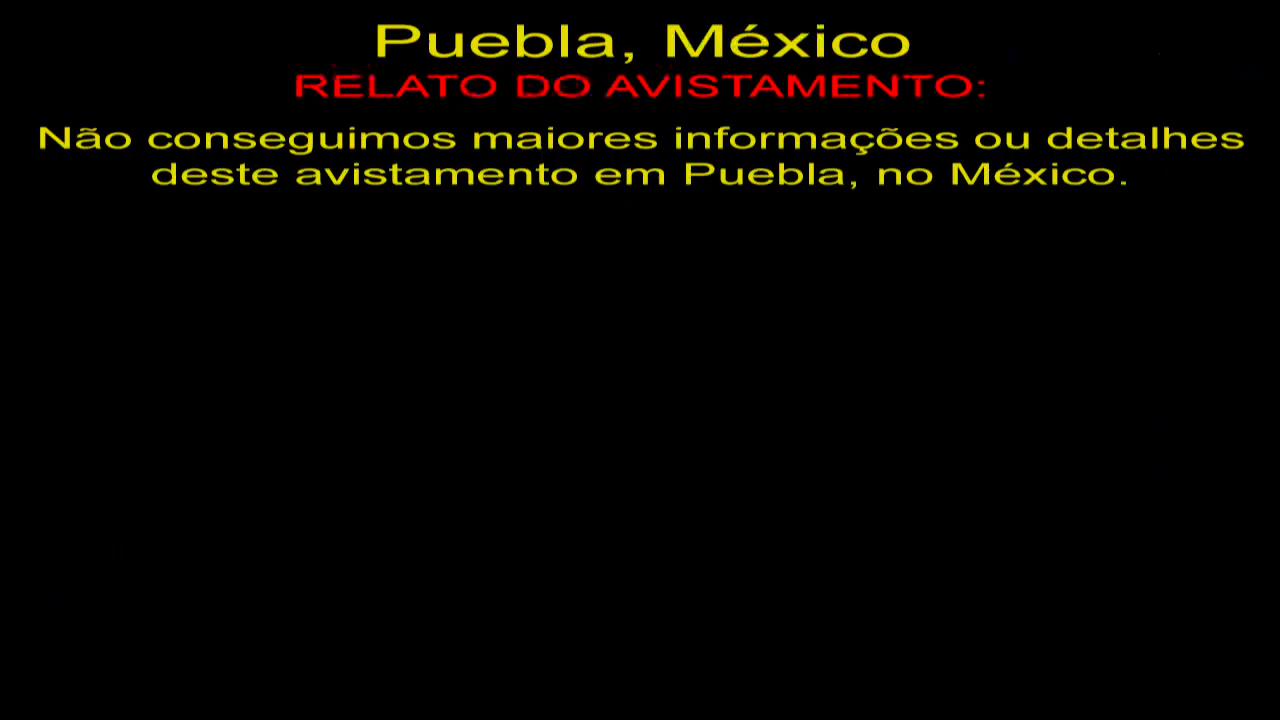 Puebla, México
RELATO DO AVISTAMENTO:
Não conseguimos maiores informações ou detalhes
deste avistamento em Puebla, no México.